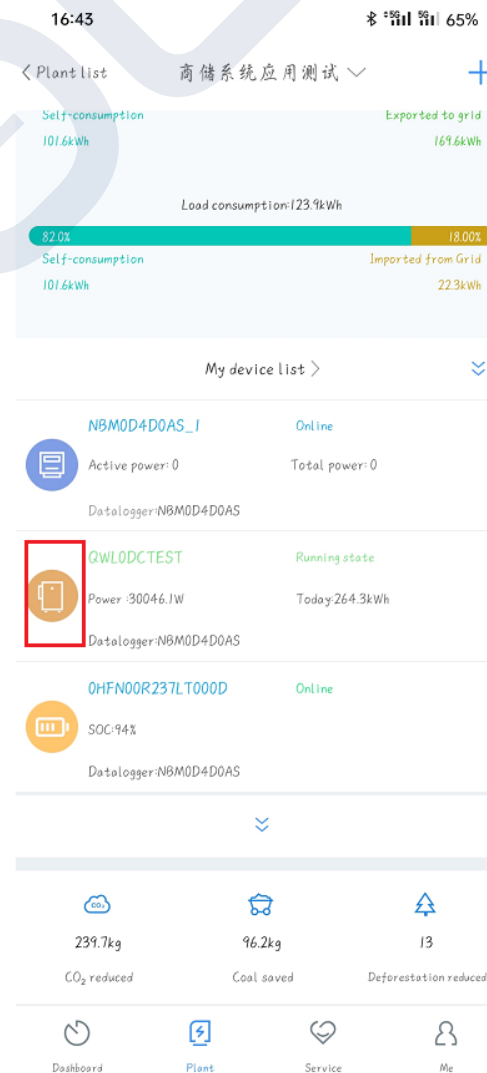 16:43 5G 5G 65%
Plant list 商储系统应用测试
Self-consumption Exported to grid
101.6kWh 169.6kWh
Load consumption:123.9kWh
82.0% 18.00%
Self-consumption Imported from Grid
101.6kWh 22.3kWh
My device list
NBM0D4D0AS_1 Online
Active power: 0 Total power: 0
Datalogger:NBM0D4D0AS
QWL0DCTEST Running state
Power :30046.1W Today:264.3kWh
Datalogger:NBM0D4D0AS
0HFN00R237LT000D Online
SOC:94%
Datalogger:NBM0D4D0AS
CO₂
239.7kg 96.2kg 13
CO₂ reduced Coal saved Deforestation reduced
Dashboard Plant Service Me